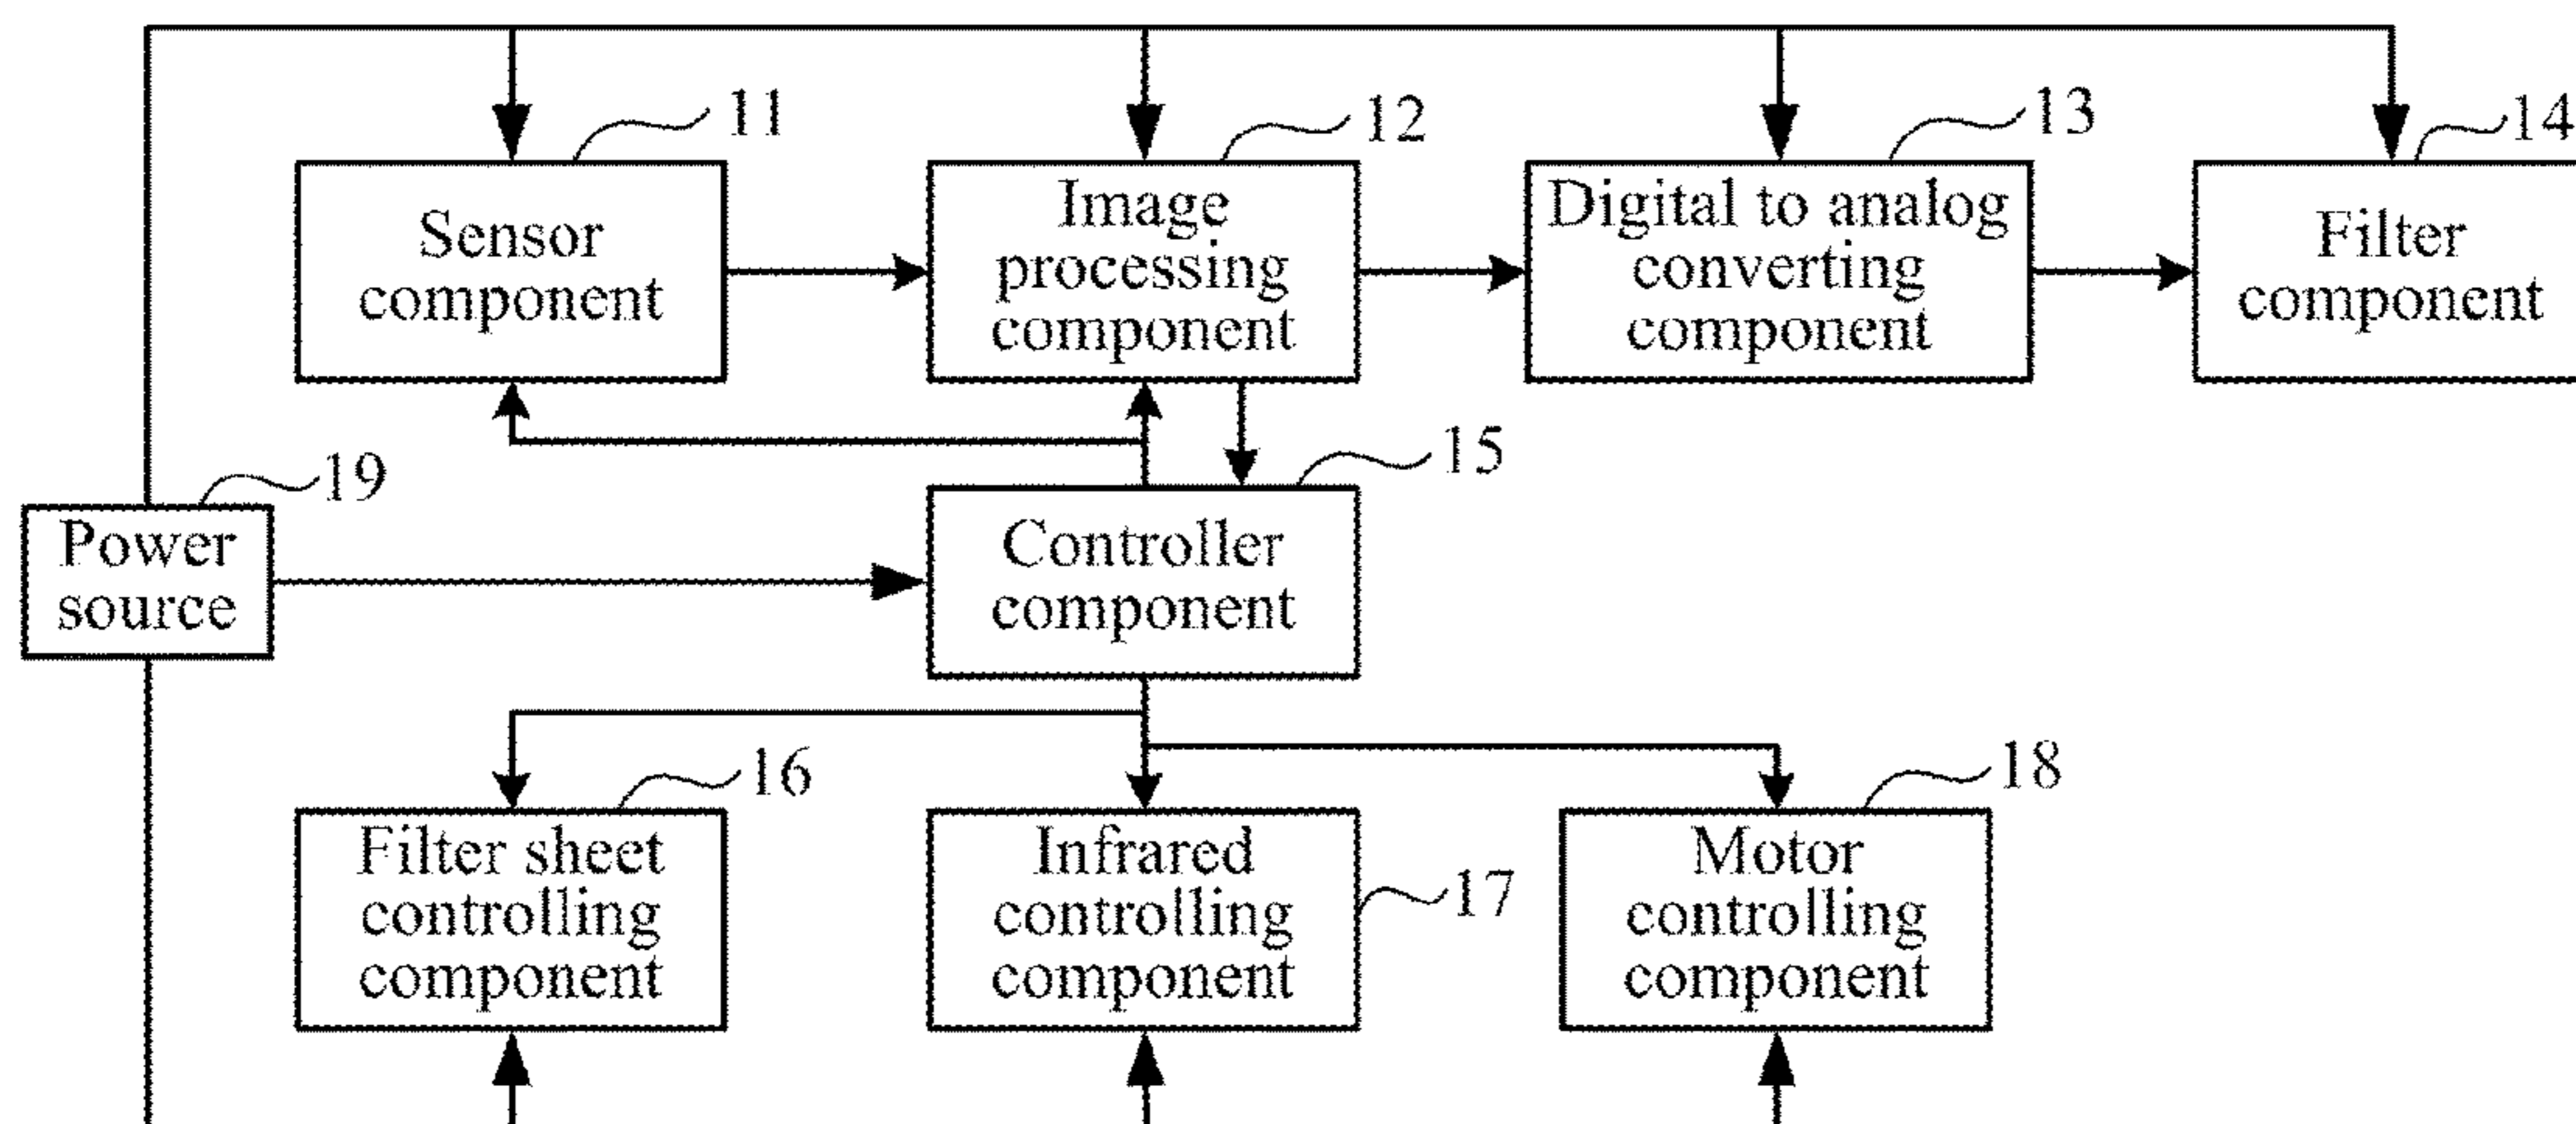 11
12
13
14
Sensor
component
Image
processing
component
Digital to analog
converting
component
Filter
component
19
15
Power
source
Controller
component
16
17
18
Filter sheet
controlling
component
Infrared
controlling
component
Motor
controlling
component